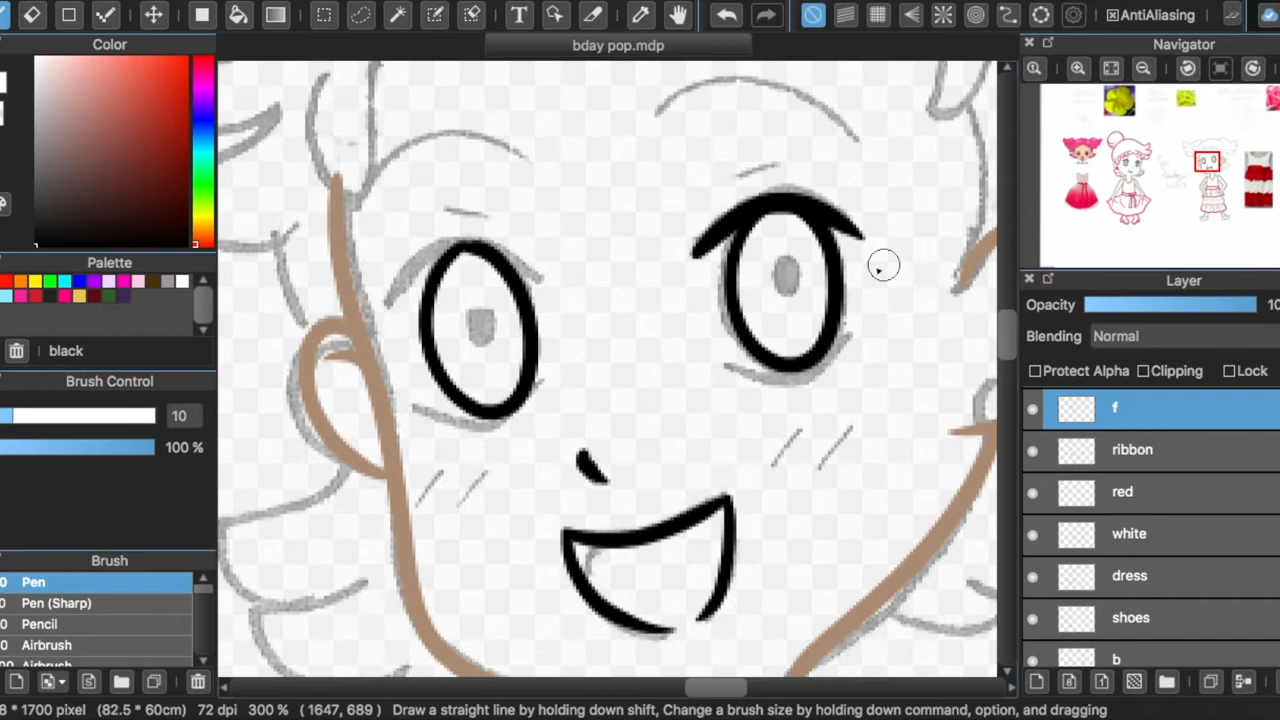 T
AntiAliasing
bday pop.mdp
Color
Navigator
Palette
black
Brush Control
10
100 %
Brush
Pen
Pen (Sharp)
Pencil
Airbrush
Layer
Opacity
Blending Normal
Protect Alpha Clipping Lock
f
ribbon
red
white
dress
shoes
b
8 * 1700 pixel (82.5 * 60cm) 72 dpi 300 % ( 1647, 689 ) Draw a straight line by holding down shift, Change a brush size by holding down command, option, and dragging